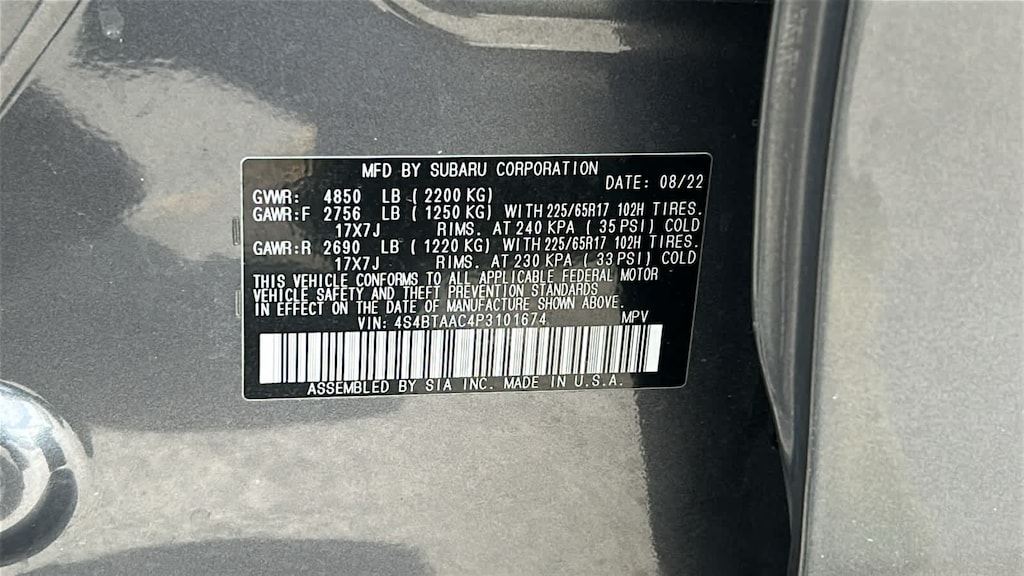 MFD BY SUBARU CORPORATION
DATE: 08/22
GVWR: 4850 LB ( 2200 KG)
GAWR:F 2756 LB ( 1250 KG) WITH 225/65R17 102H TIRES.
17X7J RIMS. AT 240 KPA ( 35 PSI) COLD
GAWR:R 2690 LB ( 1220 KG) WITH 225/65R17 102H TIRES.
17X7J RIMS. AT 230 KPA ( 33 PSI) COLD
THIS VEHICLE CONFORMS TO ALL APPLICABLE FEDERAL MOTOR
VEHICLE SAFETY AND THEFT PREVENTION STANDARDS
IN EFFECT ON THE DATE OF MANUFACTURE SHOWN ABOVE.
VIN: 4S4BTAAC4P3101674 MPV
ASSEMBLED BY SIA INC. MADE IN U.S.A.